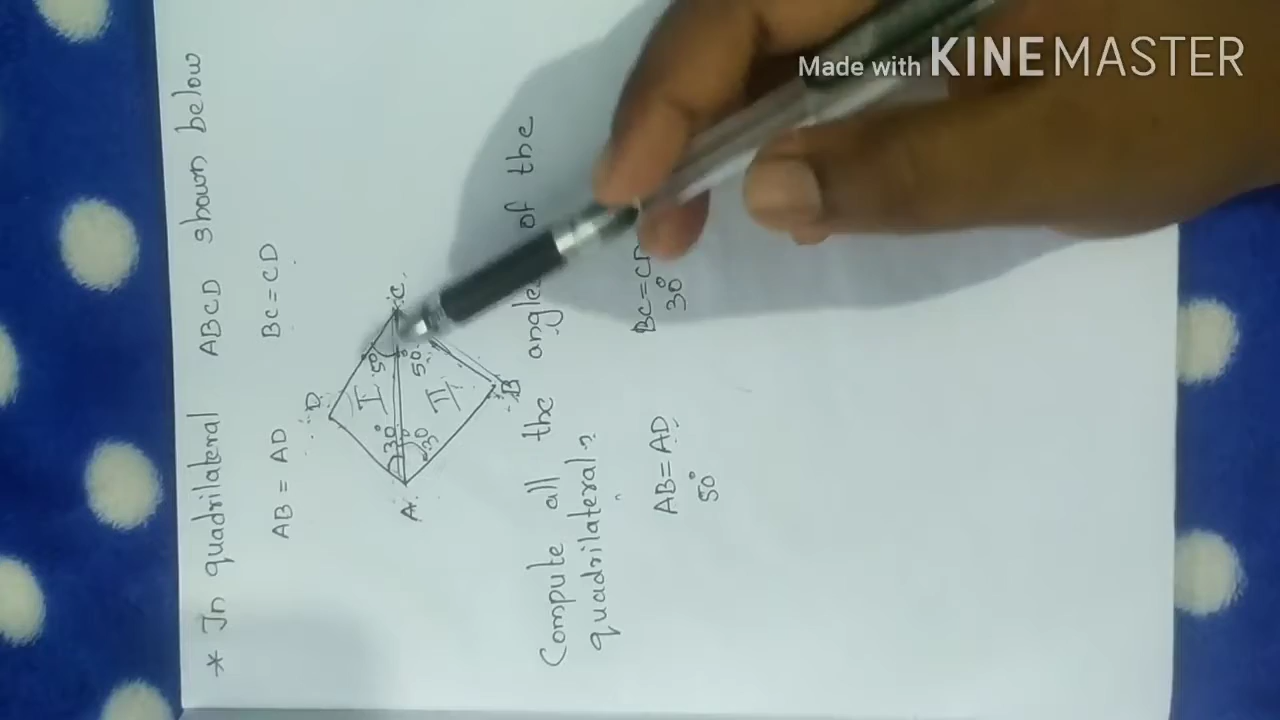 Made with KINEMASTER
* In quadrilateral ABCD shown below
AB = AD BC = CD
D
I 50
30° C
A 50°
30 II
B
Compute all the angles of the
quadrilateral?
AB = AD BC = CD
50° 30°